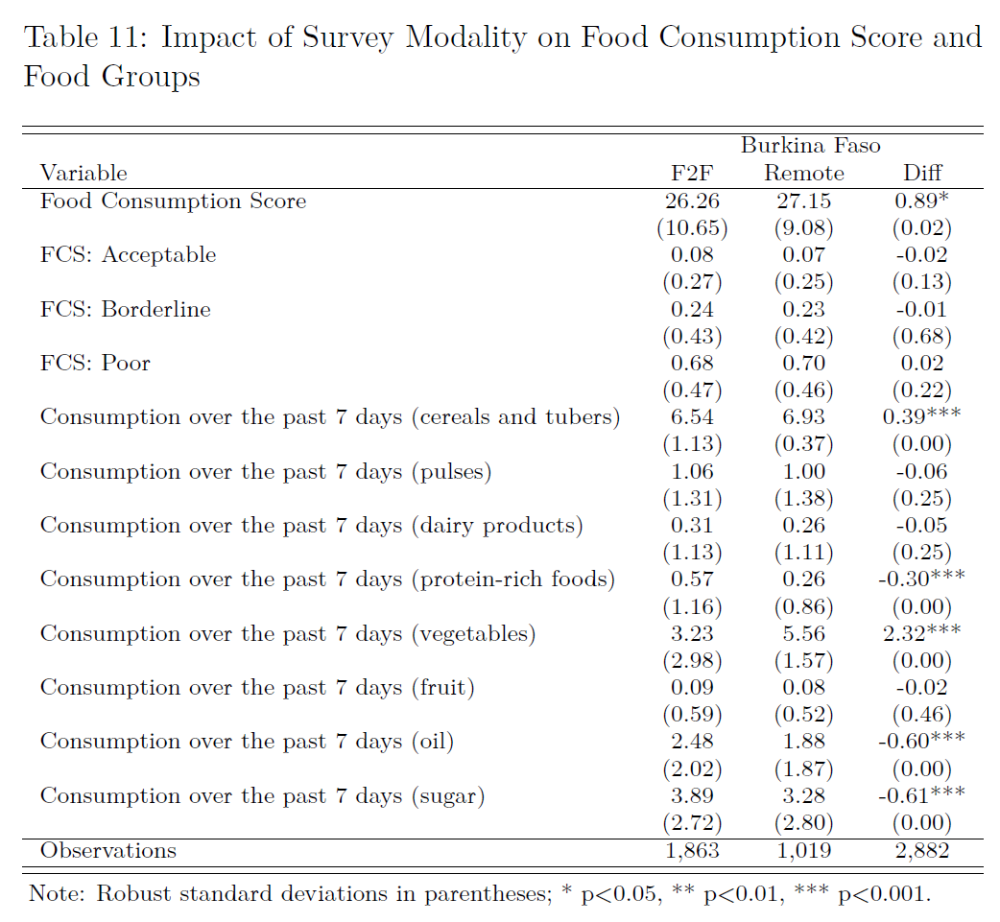 Table 11: Impact of Survey Modality on Food Consumption Score and
Food Groups
Burkina Faso
Variable F2F Remote Diff
Food Consumption Score 26.26 27.15 0.89*
(10.65) (9.08) (0.02)
FCS: Acceptable 0.08 0.07 -0.02
(0.27) (0.25) (0.13)
FCS: Borderline 0.24 0.23 -0.01
(0.43) (0.42) (0.68)
FCS: Poor 0.68 0.70 0.02
(0.47) (0.46) (0.22)
Consumption over the past 7 days (cereals and tubers) 6.54 6.93 0.39***
(1.13) (0.37) (0.00)
Consumption over the past 7 days (pulses) 1.06 1.00 -0.06
(1.31) (1.38) (0.25)
Consumption over the past 7 days (dairy products) 0.31 0.26 -0.05
(1.13) (1.11) (0.25)
Consumption over the past 7 days (protein-rich foods) 0.57 0.26 -0.30***
(1.16) (0.86) (0.00)
Consumption over the past 7 days (vegetables) 3.23 5.56 2.32***
(2.98) (1.57) (0.00)
Consumption over the past 7 days (fruit) 0.09 0.08 -0.02
(0.59) (0.52) (0.46)
Consumption over the past 7 days (oil) 2.48 1.88 -0.60***
(2.02) (1.87) (0.00)
Consumption over the past 7 days (sugar) 3.89 3.28 -0.61***
(2.72) (2.80) (0.00)
Observations 1,863 1,019 2,882
Note: Robust standard deviations in parentheses; * p<0.05, ** p<0.01, *** p<0.001.